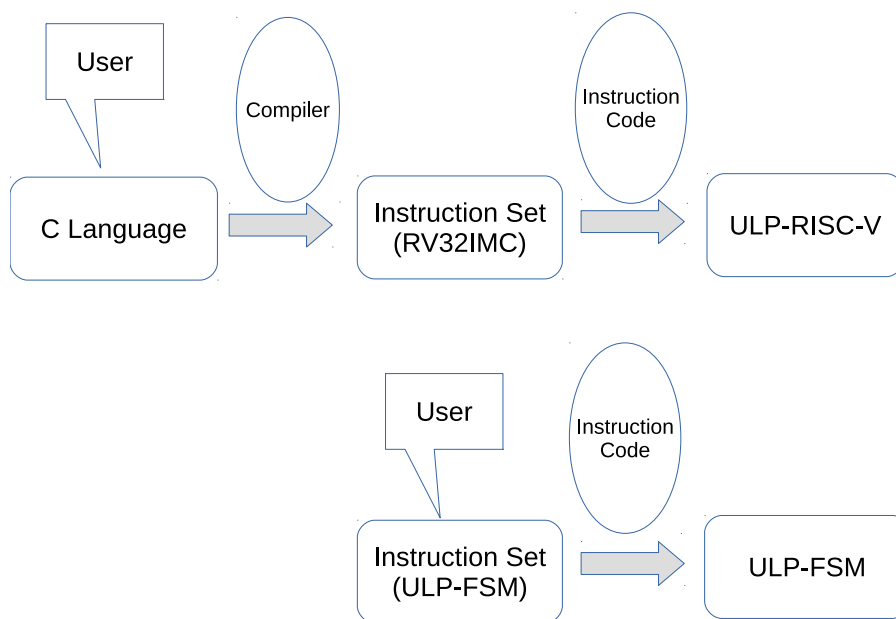 User
Compiler
Instruction
Code
C Language
Instruction Set
(RV32IMC)
ULP-RISC-V
User
Instruction
Code
Instruction Set
(ULP-FSM)
ULP-FSM